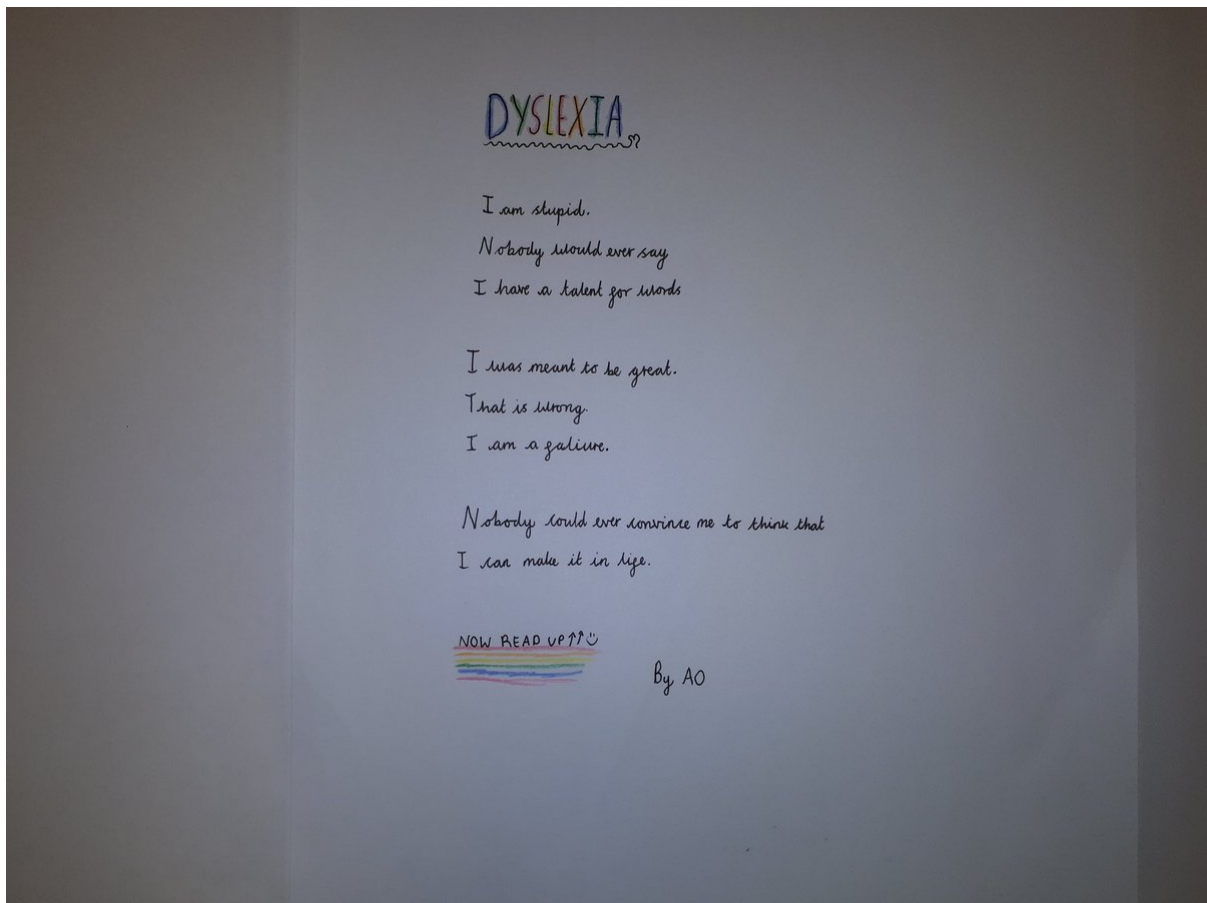 DYSLEXIA
I am stupid.
Nobody would ever say
I have a talent for words
I was meant to be great.
That is wrong.
I am a faliure.
Nobody could ever convince me to think that
I can make it in life.
NOW READ UP↑↑☺
By AO